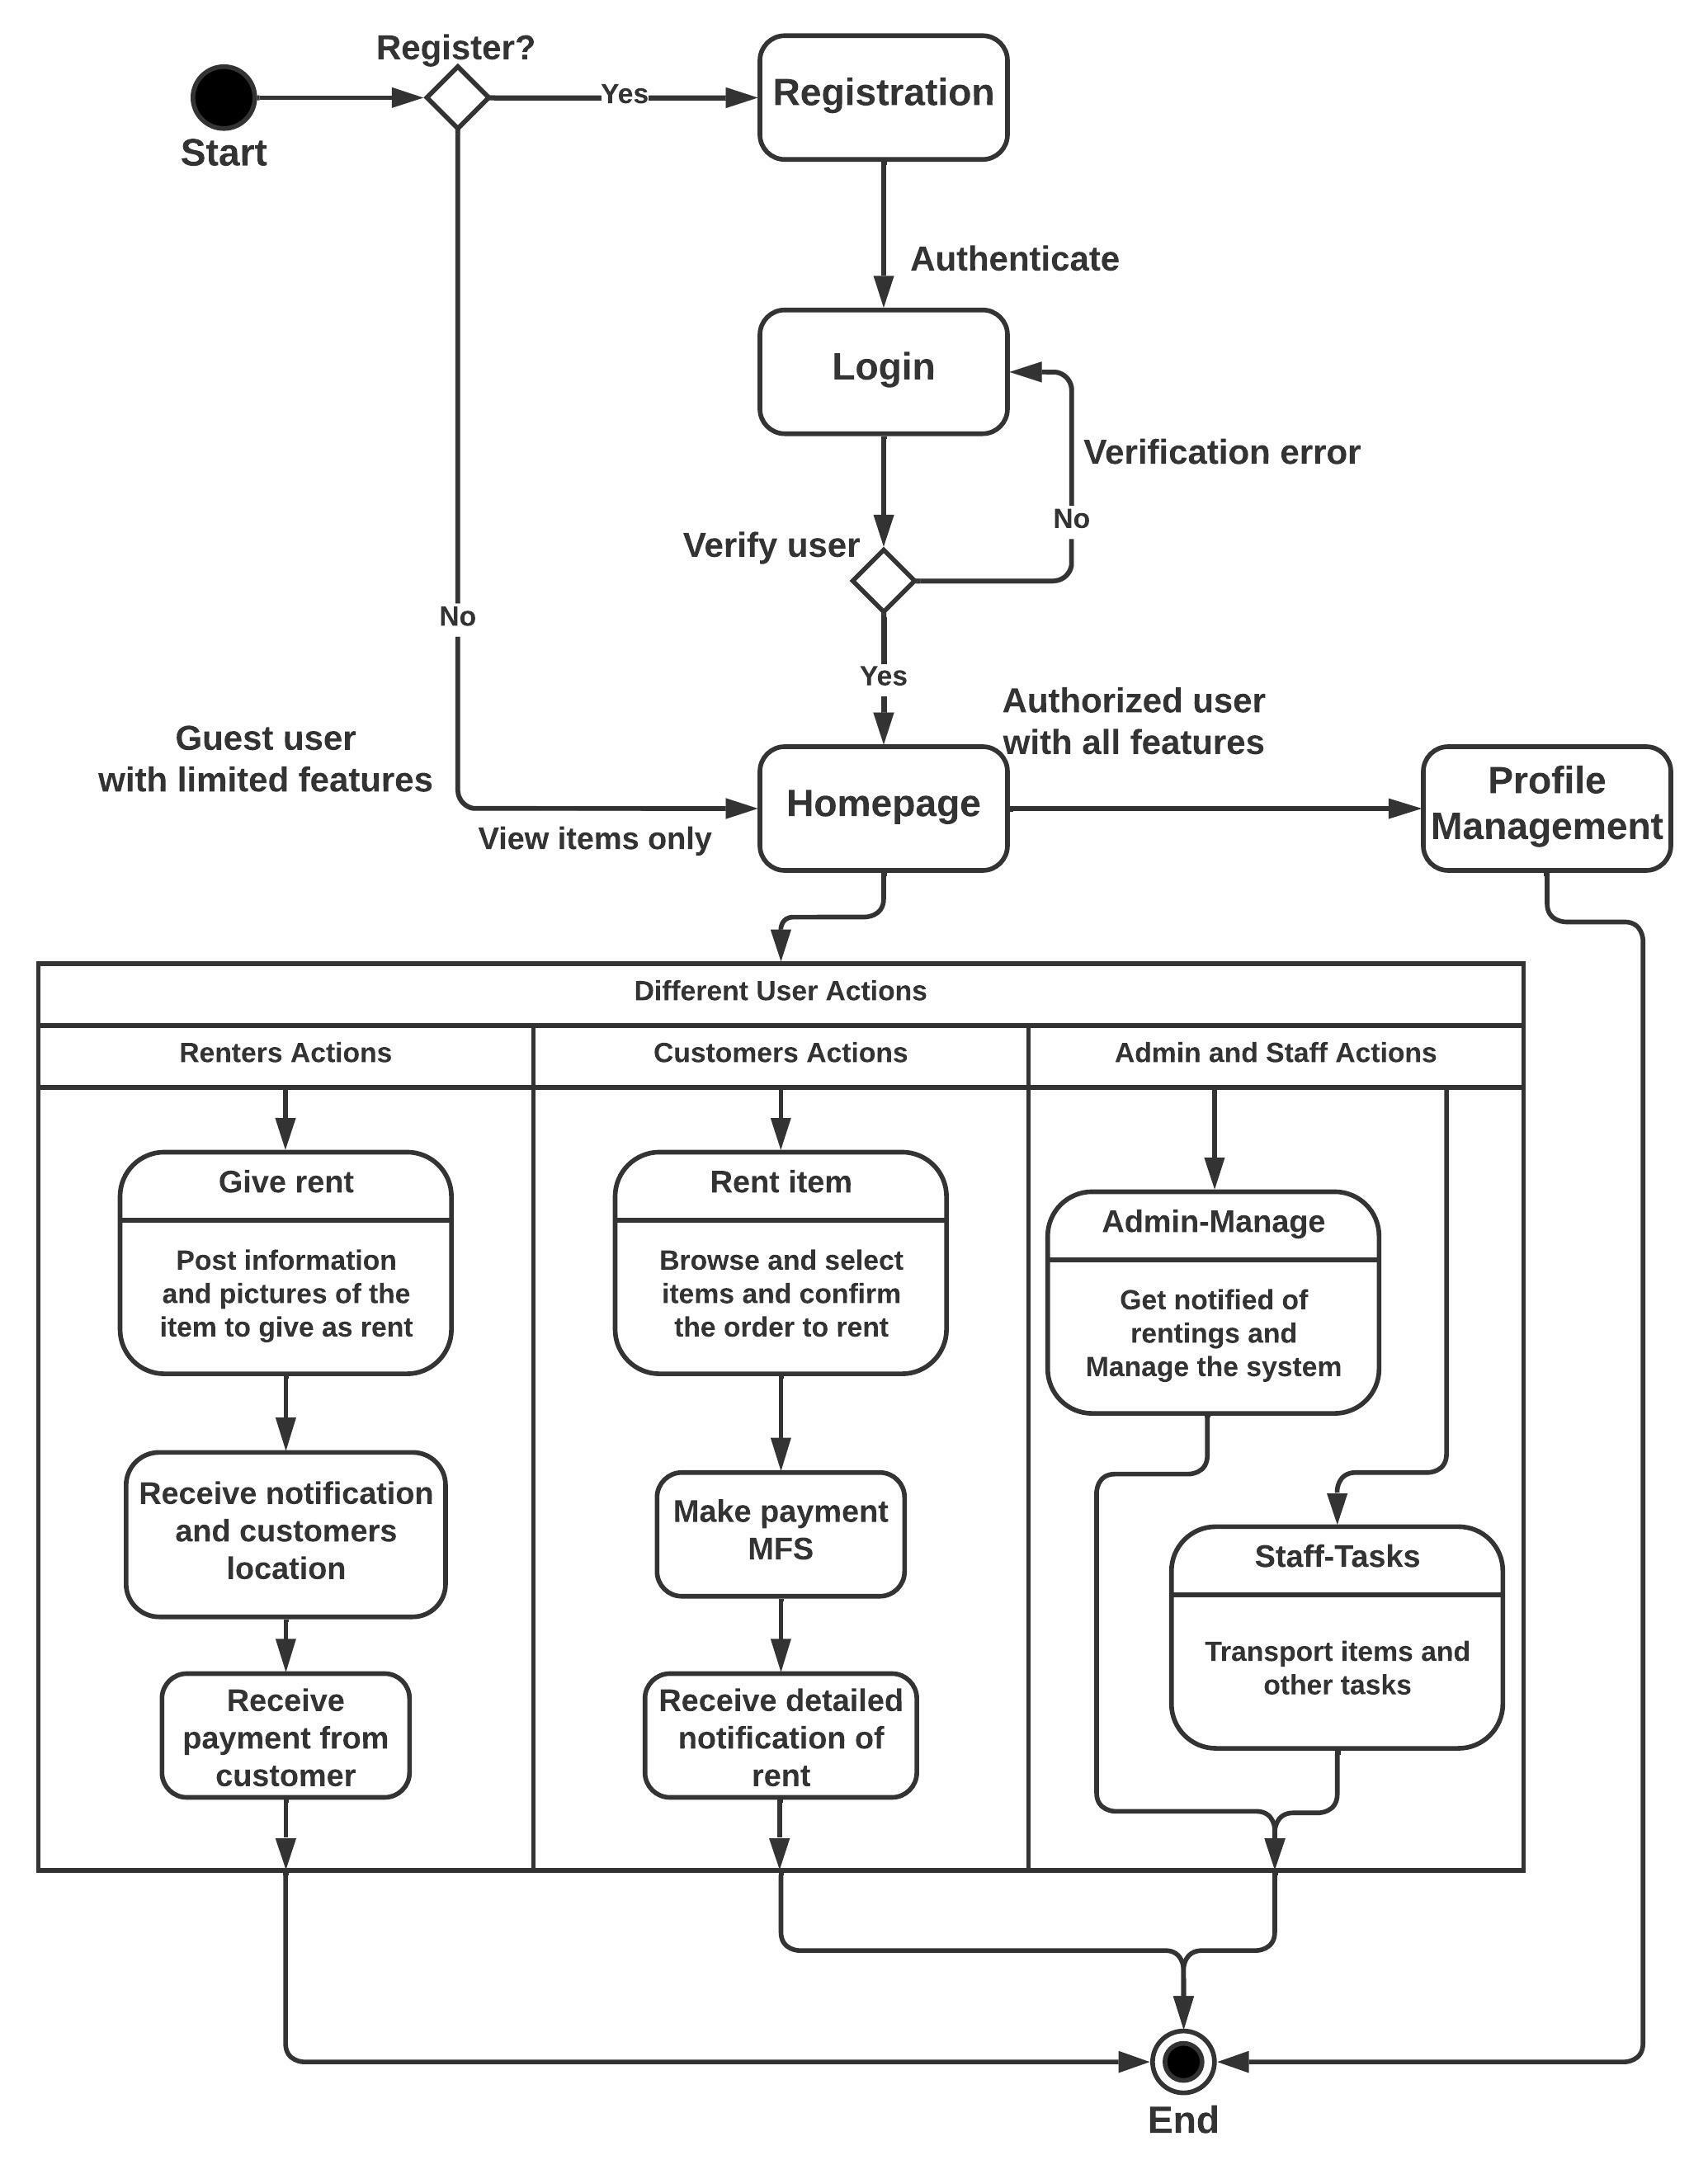 Register?
Start
Yes
Registration
Authenticate
Login
Verification error
No
Verify user
No
Yes
Authorized user
with all features
Guest user
with limited features
View items only
Homepage
Profile
Management
Different User Actions
Renters Actions
Customers Actions
Admin and Staff Actions
Give rent
Post information
and pictures of the
item to give as rent
Receive notification
and customers
location
Receive
payment from
customer
Rent item
Browse and select
items and confirm
the order to rent
Make payment
MFS
Receive detailed
notification of
rent
Admin-Manage
Get notified of
rentings and
Manage the system
Staff-Tasks
Transport items and
other tasks
End